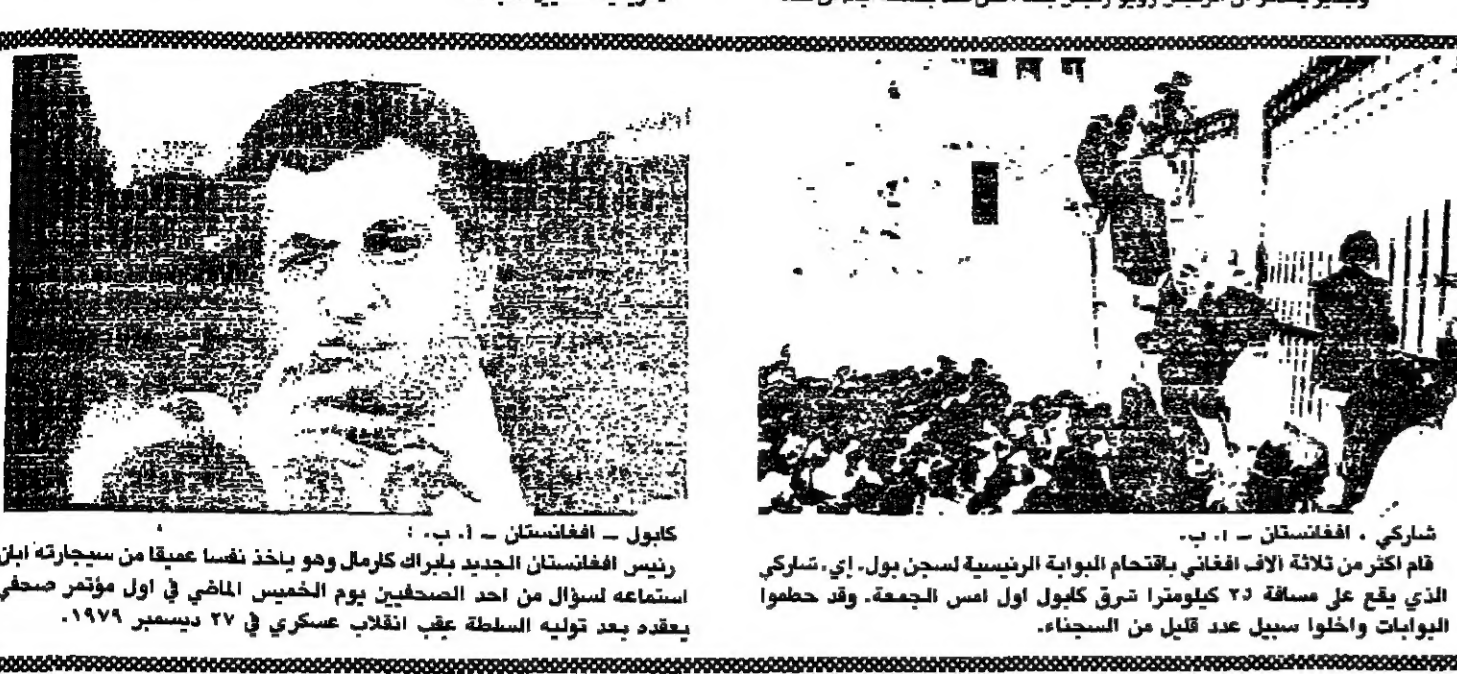 شاركي ، افغانستان – ا. ب.
قام اكثر من ثلاثة الاف افغاني باقتحام البوابة الرئيسية لسجن بول. إي. شاركي
الذي يقع على مسافة كيلومترا شرق كابول اول امس الجمعة. وقد حطموا
البوابات واخلوا سبيل عدد قليل من السجناء.
كابول – افغانستان – ا. ب. :
رئيس افغانستان الجديد بابراك كارمال وهو ياخذ نفسا عميقا من سيجارته ابان
استماعه لسؤال من احد الصحفيين يوم الخميس الماضي في اول مؤتمر صحفي
يعقده بعد توليه السلطة عقب انقلاب عسكري في ٢٧ ديسمبر ١٩٧٩.